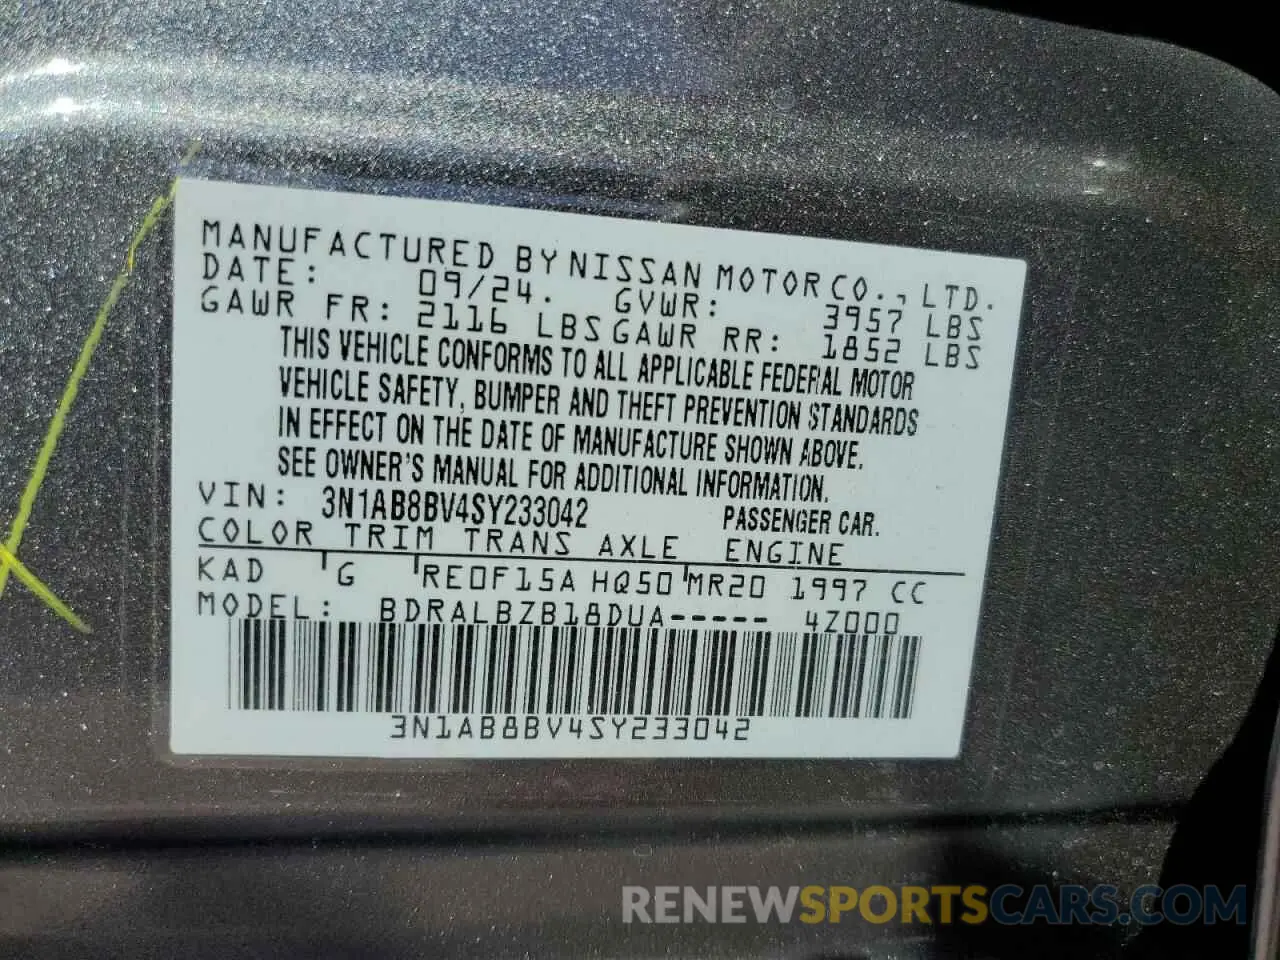 MANUFACTURED BY NISSAN MOTOR CO., LTD.
DATE: 09/24. GVWR: 3957 LBS
GAWR FR: 2116 LBS GAWR RR: 1852 LBS
THIS VEHICLE CONFORMS TO ALL APPLICABLE FEDERAL MOTOR
VEHICLE SAFETY, BUMPER AND THEFT PREVENTION STANDARDS
IN EFFECT ON THE DATE OF MANUFACTURE SHOWN ABOVE.
SEE OWNER'S MANUAL FOR ADDITIONAL INFORMATION.
VIN: 3N1AB8BV4SY233042 PASSENGER CAR.
COLOR TRIM TRANS AXLE ENGINE
KAD G RE0F15A HQ50 MR20 1997 CC
MODEL: BDRALBZB18DUA----- 4Z000
3N1AB8BV4SY233042
RENEWSPORTSCARS.COM